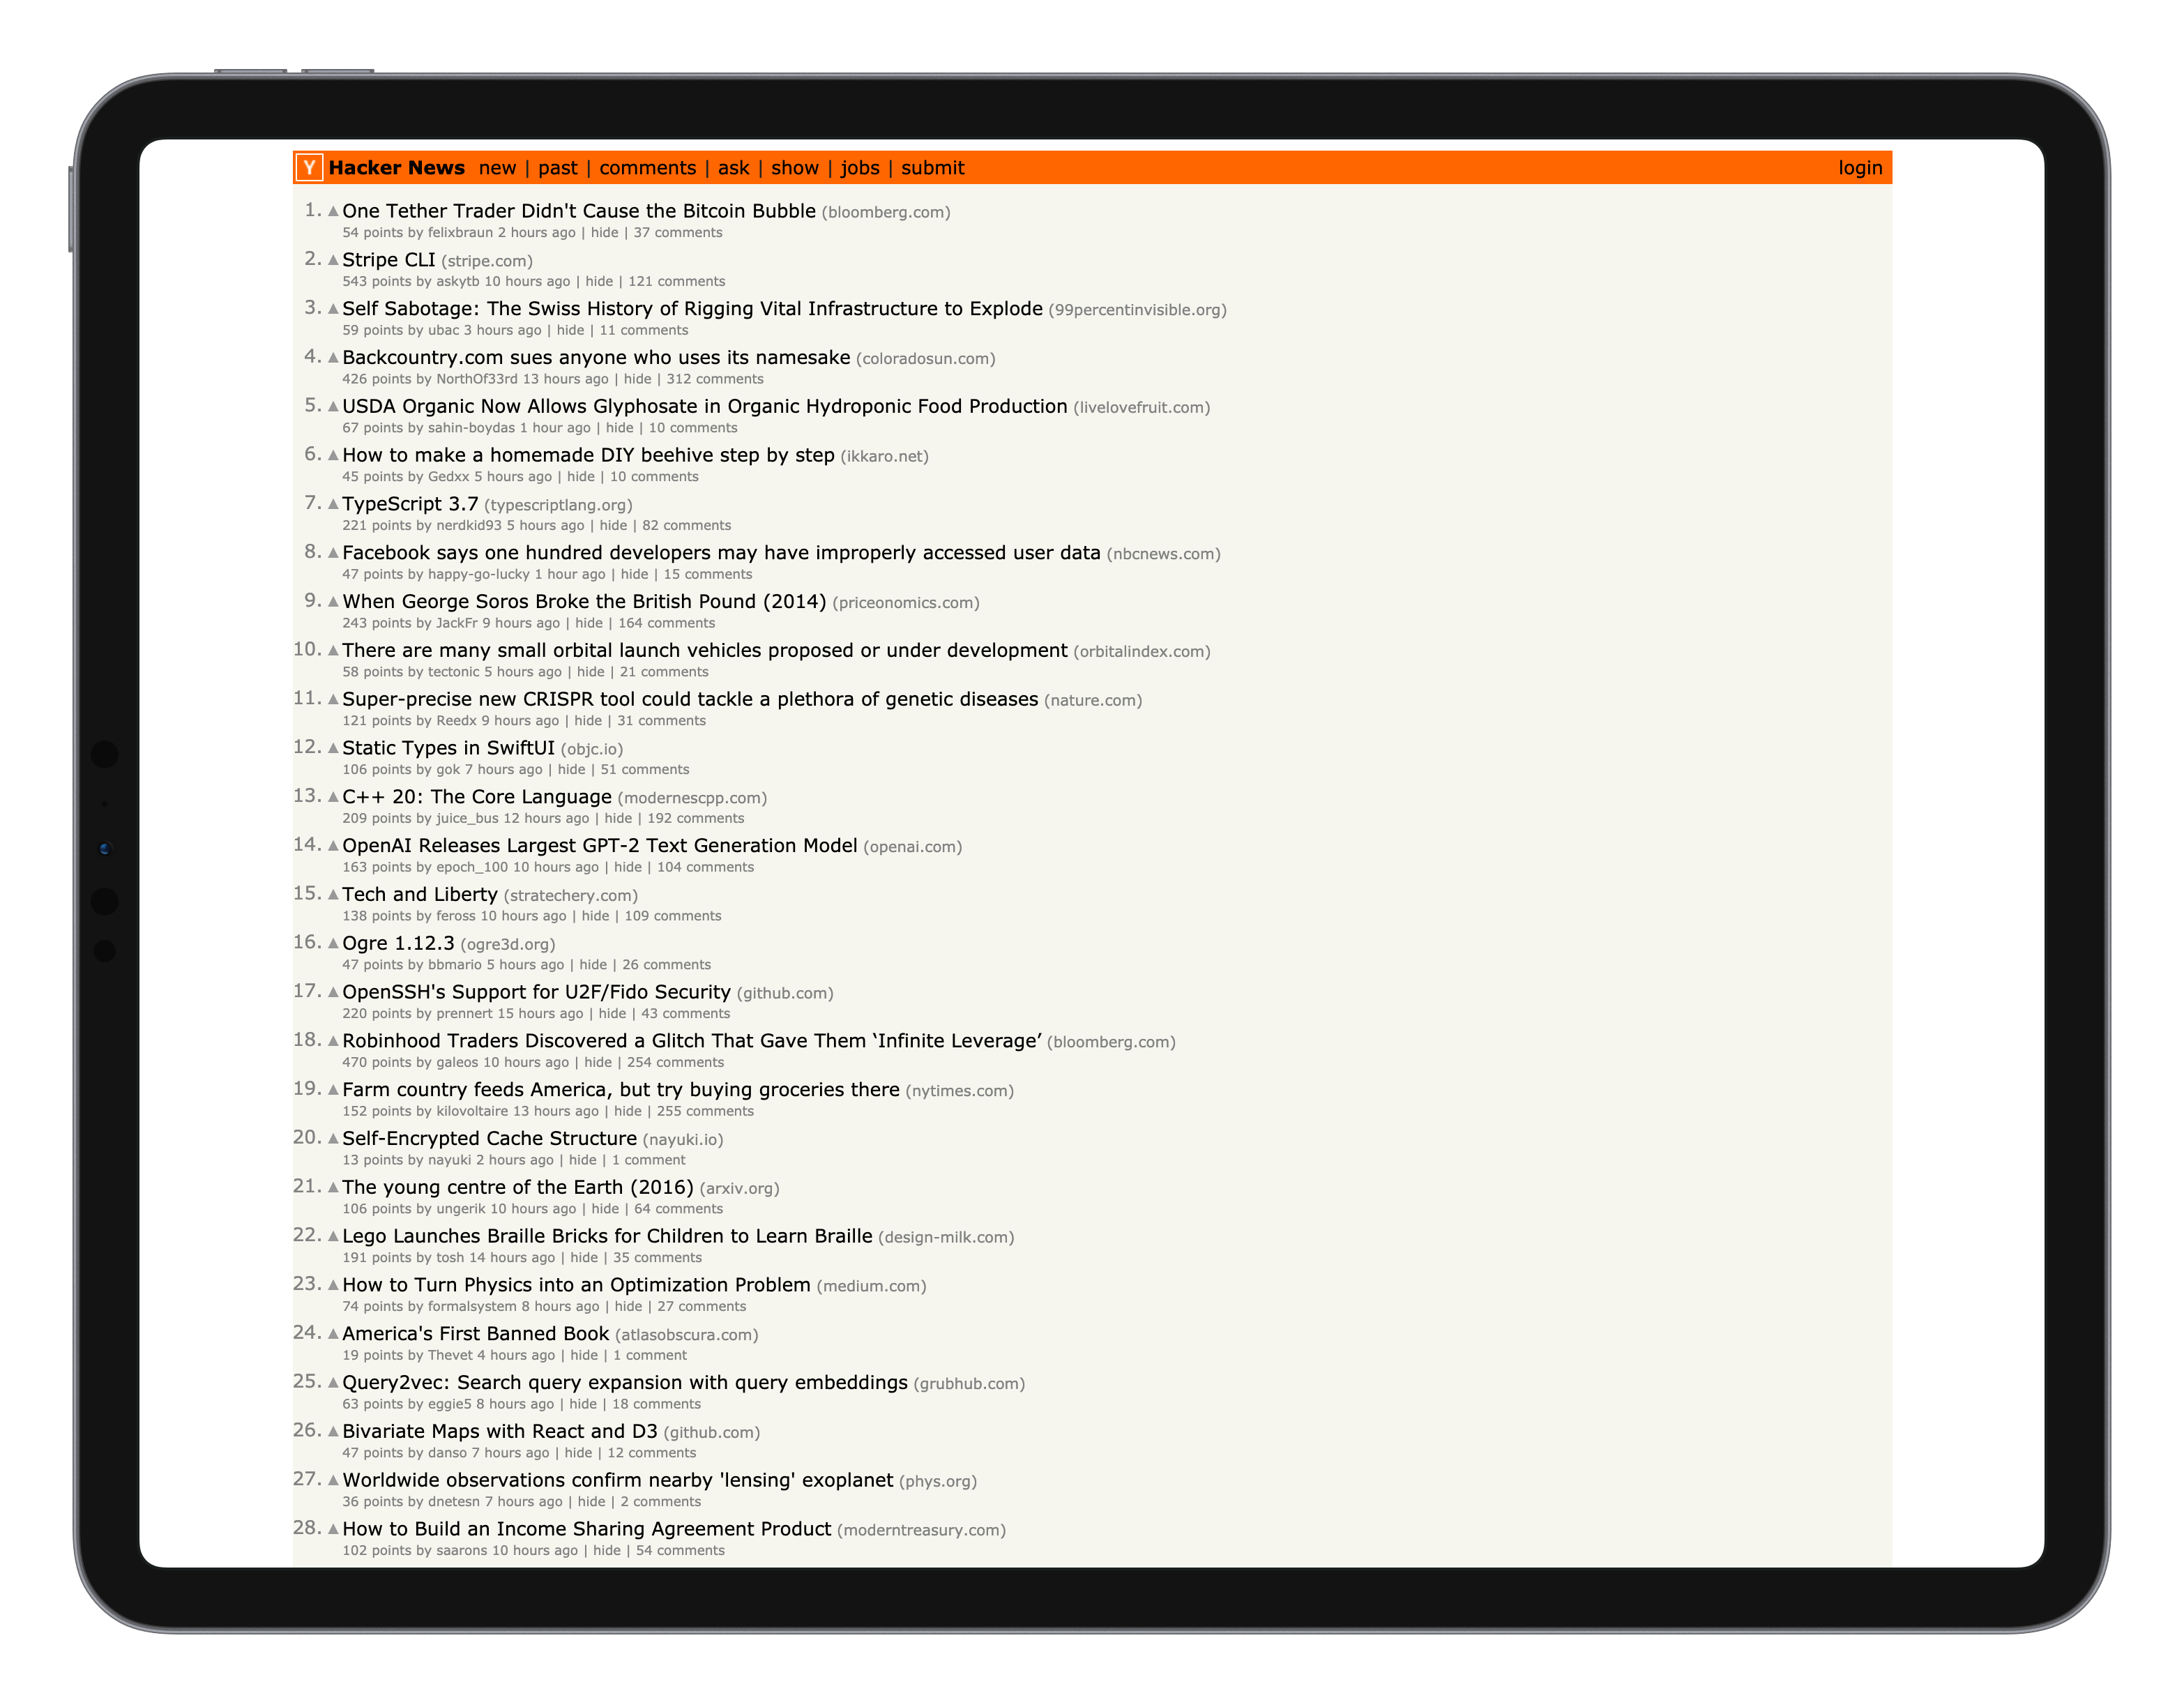 Y Hacker News new | past | comments | ask | show | jobs | submit login
1. ▲ One Tether Trader Didn't Cause the Bitcoin Bubble (bloomberg.com)
54 points by felixbraun 2 hours ago | hide | 37 comments
2. ▲ Stripe CLI (stripe.com)
543 points by askytb 10 hours ago | hide | 121 comments
3. ▲ Self Sabotage: The Swiss History of Rigging Vital Infrastructure to Explode (99percentinvisible.org)
59 points by ubac 3 hours ago | hide | 11 comments
4. ▲ Backcountry.com sues anyone who uses its namesake (coloradosun.com)
426 points by NorthOf33rd 13 hours ago | hide | 312 comments
5. ▲ USDA Organic Now Allows Glyphosate in Organic Hydroponic Food Production (livelovefruit.com)
67 points by sahin-boydas 1 hour ago | hide | 10 comments
6. ▲ How to make a homemade DIY beehive step by step (ikkaro.net)
45 points by Gedxx 5 hours ago | hide | 10 comments
7. ▲ TypeScript 3.7 (typescriptlang.org)
221 points by nerdkid93 5 hours ago | hide | 82 comments
8. ▲ Facebook says one hundred developers may have improperly accessed user data (nbcnews.com)
47 points by happy-go-lucky 1 hour ago | hide | 15 comments
9. ▲ When George Soros Broke the British Pound (2014) (priceonomics.com)
243 points by JackFr 9 hours ago | hide | 164 comments
10. ▲ There are many small orbital launch vehicles proposed or under development (orbitalindex.com)
58 points by tectonic 5 hours ago | hide | 21 comments
11. ▲ Super-precise new CRISPR tool could tackle a plethora of genetic diseases (nature.com)
121 points by Reedx 9 hours ago | hide | 31 comments
12. ▲ Static Types in SwiftUI (objc.io)
106 points by gok 7 hours ago | hide | 51 comments
13. ▲ C++ 20: The Core Language (modernescpp.com)
209 points by juice_bus 12 hours ago | hide | 192 comments
14. ▲ OpenAI Releases Largest GPT-2 Text Generation Model (openai.com)
163 points by epoch_100 10 hours ago | hide | 104 comments
15. ▲ Tech and Liberty (stratechery.com)
138 points by feross 10 hours ago | hide | 109 comments
16. ▲ Ogre 1.12.3 (ogre3d.org)
47 points by bbmario 5 hours ago | hide | 26 comments
17. ▲ OpenSSH's Support for U2F/Fido Security (github.com)
220 points by prennert 15 hours ago | hide | 43 comments
18. ▲ Robinhood Traders Discovered a Glitch That Gave Them ‘Infinite Leverage’ (bloomberg.com)
470 points by galeos 10 hours ago | hide | 254 comments
19. ▲ Farm country feeds America, but try buying groceries there (nytimes.com)
152 points by kilovoltaire 13 hours ago | hide | 255 comments
20. ▲ Self-Encrypted Cache Structure (nayuki.io)
13 points by nayuki 2 hours ago | hide | 1 comment
21. ▲ The young centre of the Earth (2016) (arxiv.org)
106 points by ungerik 10 hours ago | hide | 64 comments
22. ▲ Lego Launches Braille Bricks for Children to Learn Braille (design-milk.com)
191 points by tosh 14 hours ago | hide | 35 comments
23. ▲ How to Turn Physics into an Optimization Problem (medium.com)
74 points by formalsystem 8 hours ago | hide | 27 comments
24. ▲ America's First Banned Book (atlasobscura.com)
19 points by Thevet 4 hours ago | hide | 1 comment
25. ▲ Query2vec: Search query expansion with query embeddings (grubhub.com)
63 points by eggie5 8 hours ago | hide | 18 comments
26. ▲ Bivariate Maps with React and D3 (github.com)
47 points by danso 7 hours ago | hide | 12 comments
27. ▲ Worldwide observations confirm nearby 'lensing' exoplanet (phys.org)
36 points by dnetesn 7 hours ago | hide | 2 comments
28. ▲ How to Build an Income Sharing Agreement Product (moderntreasury.com)
102 points by saarons 10 hours ago | hide | 54 comments